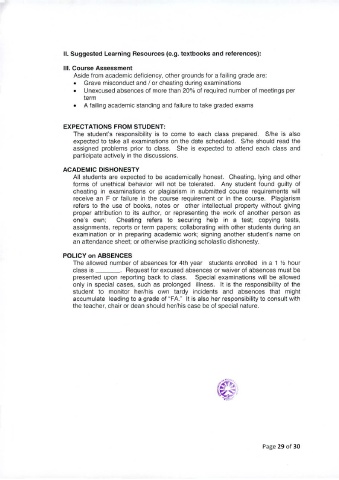 II. Suggested Learning Resources (e.g. textbooks and references):
III. Course Assessment
Aside from academic deficiency, other grounds for a failing grade are:
• Grave misconduct and / or cheating during examinations
• Unexcused absences of more than 20% of required number of meetings per
term
• A failing academic standing and failure to take graded exams
EXPECTATIONS FROM STUDENT:
The student's responsibility is to come to each class prepared. S/he is also
expected to take all examinations on the date scheduled. S/he should read the
assigned problems prior to class. She is expected to attend each class and
participate actively in the discussions.
ACADEMIC DISHONESTY
All students are expected to be academically honest. Cheating, lying and other
forms of unethical behavior will not be tolerated. Any student found guilty of
cheating in examinations or plagiarism in submitted course requirements will
receive an F or failure in the course requirement or in the course. Plagiarism
refers to the use of books, notes or other intellectual property without giving
proper attribution to its author, or representing the work of another person as
one's own; Cheating refers to securing help in a test; copying tests,
assignments, reports or term papers; collaborating with other students during an
examination or in preparing academic work; signing another student's name on
an attendance sheet; or otherwise practicing scholastic dishonesty.
POLICY on ABSENCES
The allowed number of absences for 4th year students enrolled in a 1 ½ hour
class is _______. Request for excused absences or waiver of absences must be
presented upon reporting back to class. Special examinations will be allowed
only in special cases, such as prolonged illness. It is the responsibility of the
student to monitor her/his own tardy incidents and absences that might
accumulate leading to a grade of "FA." It is also her responsibility to consult with
the teacher, chair or dean should her/his case be of special nature.
Page 29 of 30